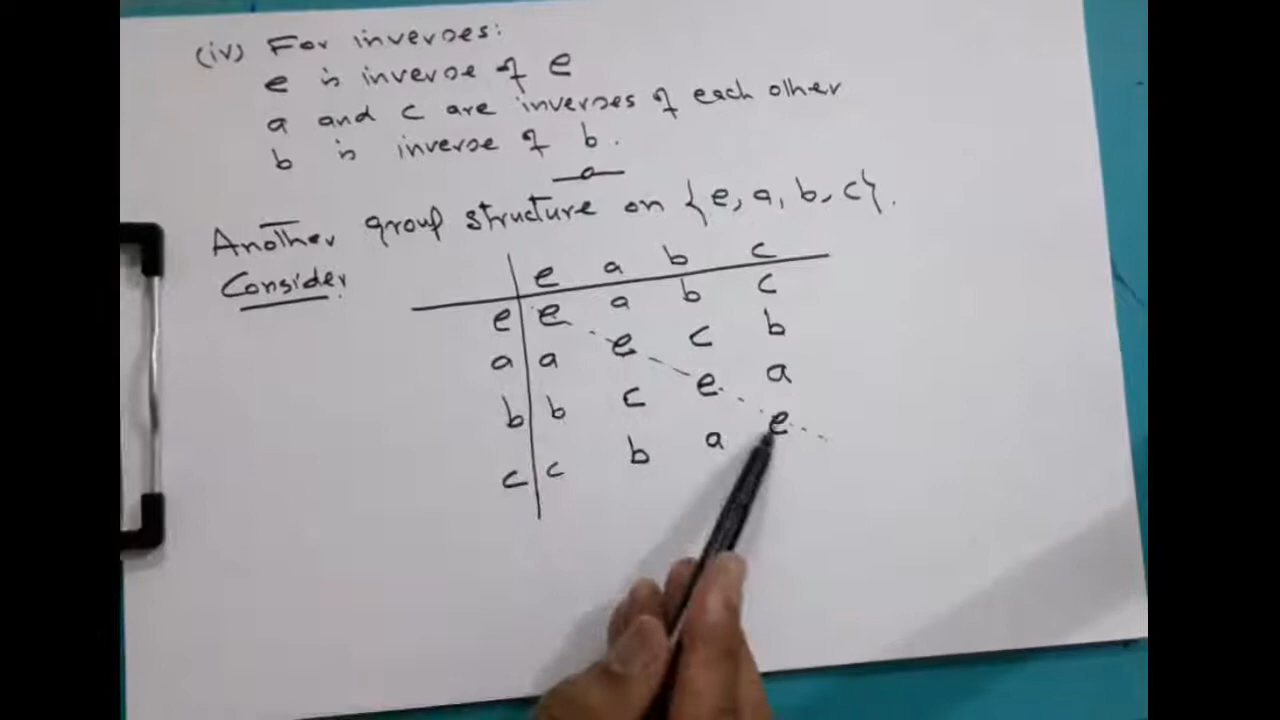 (iv) For inverses:
e is inverse of e
a and c are inverses of each other
b is inverse of b.
Another group structure on {e, a, b, c}.
Consider
e a b c
e e a b c
a a e c b
b b c e a
c c b a e